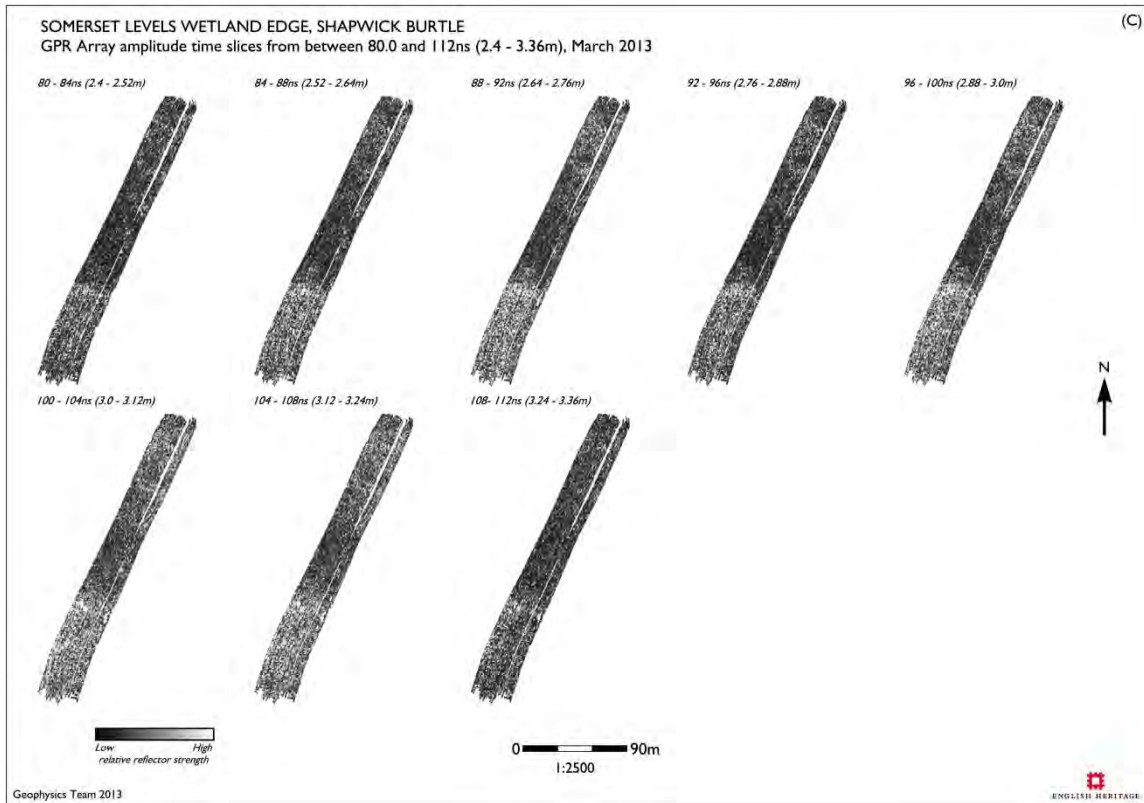 SOMERSET LEVELS WETLAND EDGE, SHAPWICK BURTLE
(C)
GPR Array amplitude time slices from between 80.0 and 112ns (2.4 - 3.36m), March 2013
80 - 84ns (2.4 - 2.52m)
84 - 88ns (2.52 - 2.64m)
88 - 92ns (2.64 - 2.76m)
92 - 96ns (2.76 - 2.88m)
96 - 100ns (2.88 - 3.0m)
N
100 - 104ns (3.0 - 3.12m)
104 - 108ns (3.12 - 3.24m)
108- 112ns (3.24 - 3.36m)
Low High
relative reflector strength
0 90m
1:2500
Geophysics Team 2013
ENGLISH HERITAGE